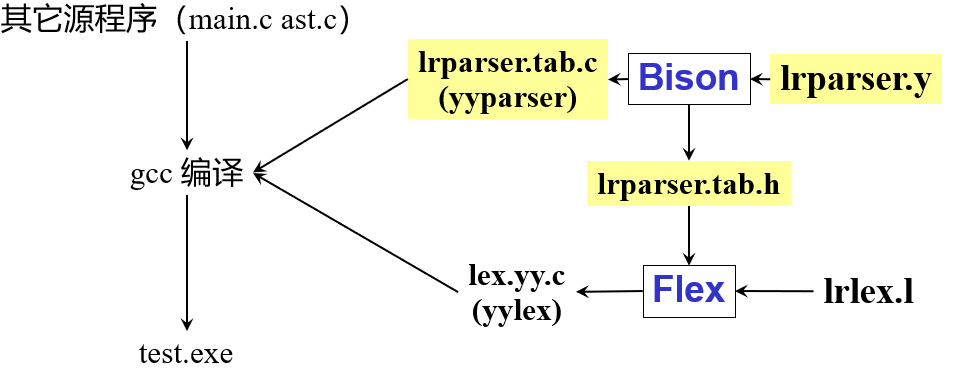 其它源程序（main.c ast.c）
lrparser.tab.c
(yyparser)
Bison
lrparser.y
gcc 编译
lrparser.tab.h
lex.yy.c
(yylex)
Flex
lrlex.l
test.exe